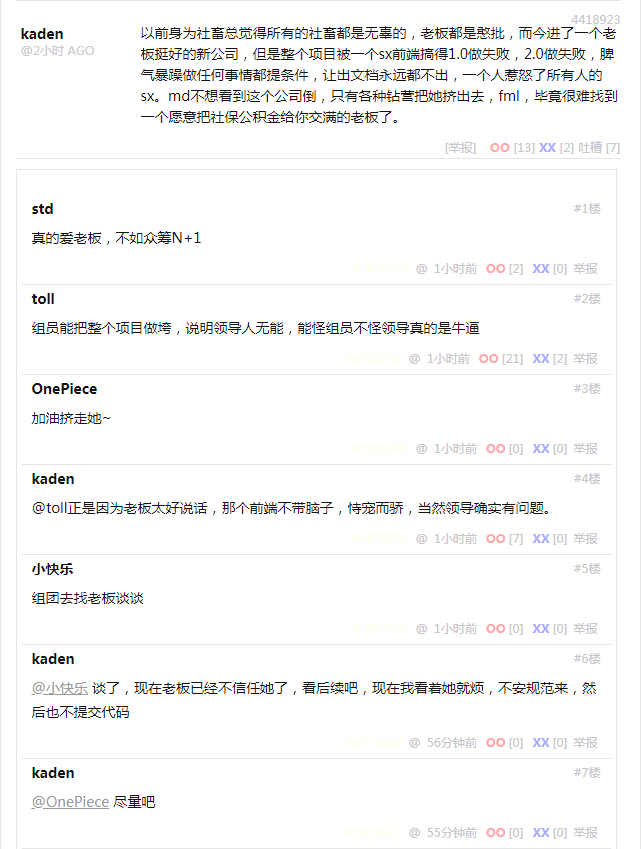 4418923
kaden
@2小时 AGO
以前身为社畜总觉得所有的社畜都是无辜的，老板都是憨批，而今进了一个老
板挺好的新公司，但是整个项目被一个sx前端搞得1.0做失败，2.0做失败，脾
气暴躁做任何事情都提条件，让出文档永远都不出，一个人惹怒了所有人的
sx。md不想看到这个公司倒，只有各种钻营把她挤出去，fml，毕竟很难找到
一个愿意把社保公积金给你交满的老板了。
[举报] OO [13] XX [2] 吐槽 [7]
std #1楼
真的爱老板，不如众筹N+1
@ 1小时前 OO [2] XX [0] 举报
toll #2楼
组员能把整个项目做垮，说明领导人无能，能怪组员不怪领导真的是牛逼
@ 1小时前 OO [21] XX [2] 举报
OnePiece #3楼
加油挤走她~
@ 1小时前 OO [0] XX [0] 举报
kaden #4楼
@toll正是因为老板太好说话，那个前端不带脑子，恃宠而骄，当然领导确实有问题。
@ 1小时前 OO [7] XX [0] 举报
小快乐 #5楼
组团去找老板谈谈
@ 1小时前 OO [0] XX [0] 举报
kaden #6楼
@小快乐 谈了，现在老板已经不信任她了，看后续吧，现在我看着她就烦，不安规范来，然
后也不提交代码
@ 56分钟前 OO [0] XX [0] 举报
kaden #7楼
@OnePiece 尽量吧
@ 55分钟前 OO [0] XX [0] 举报